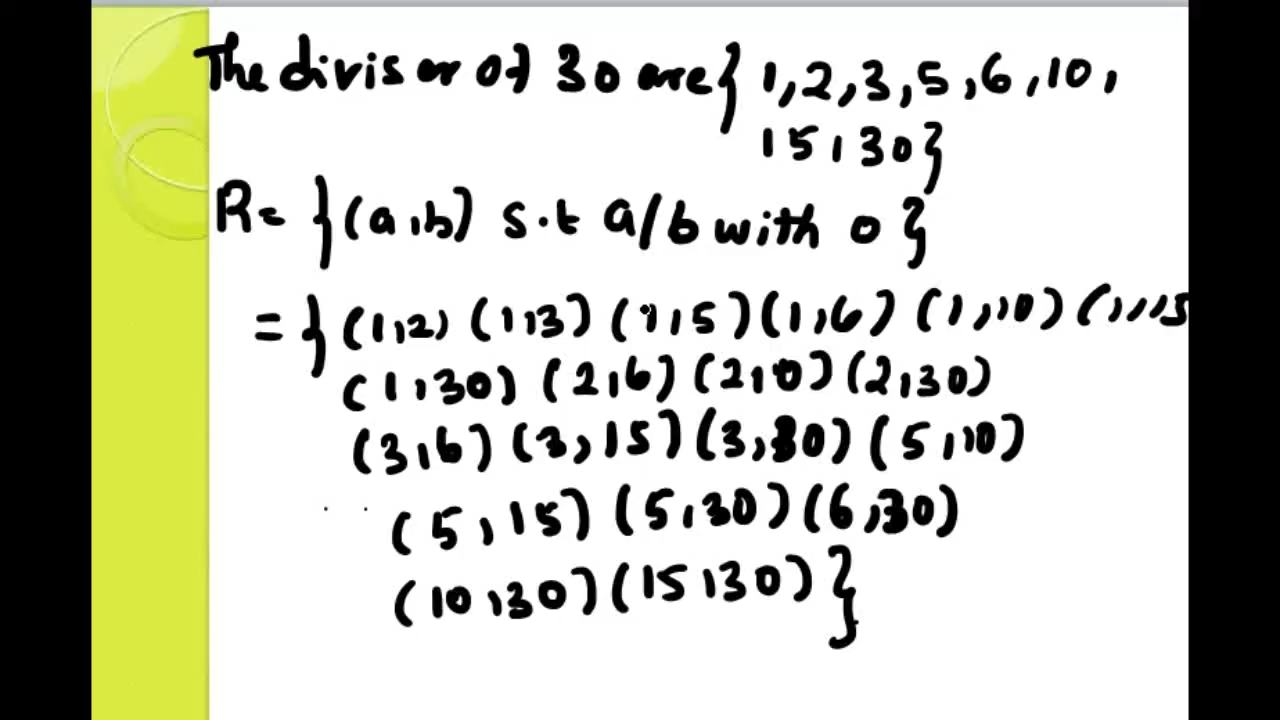 The divisor of 30 are { 1,2,3,5,6,10,
15,30}
R= {(a,b) s.t a/b with 0}
={ (1,2) (1,3) (1,5) (1,6) (1,10) (1,15
(1,30) (2,6) (2,10) (2,30)
(3,6) (3,15) (3,30) (5,10)
(5,15) (5,30) (6,30)
(10,30) (15,30) }